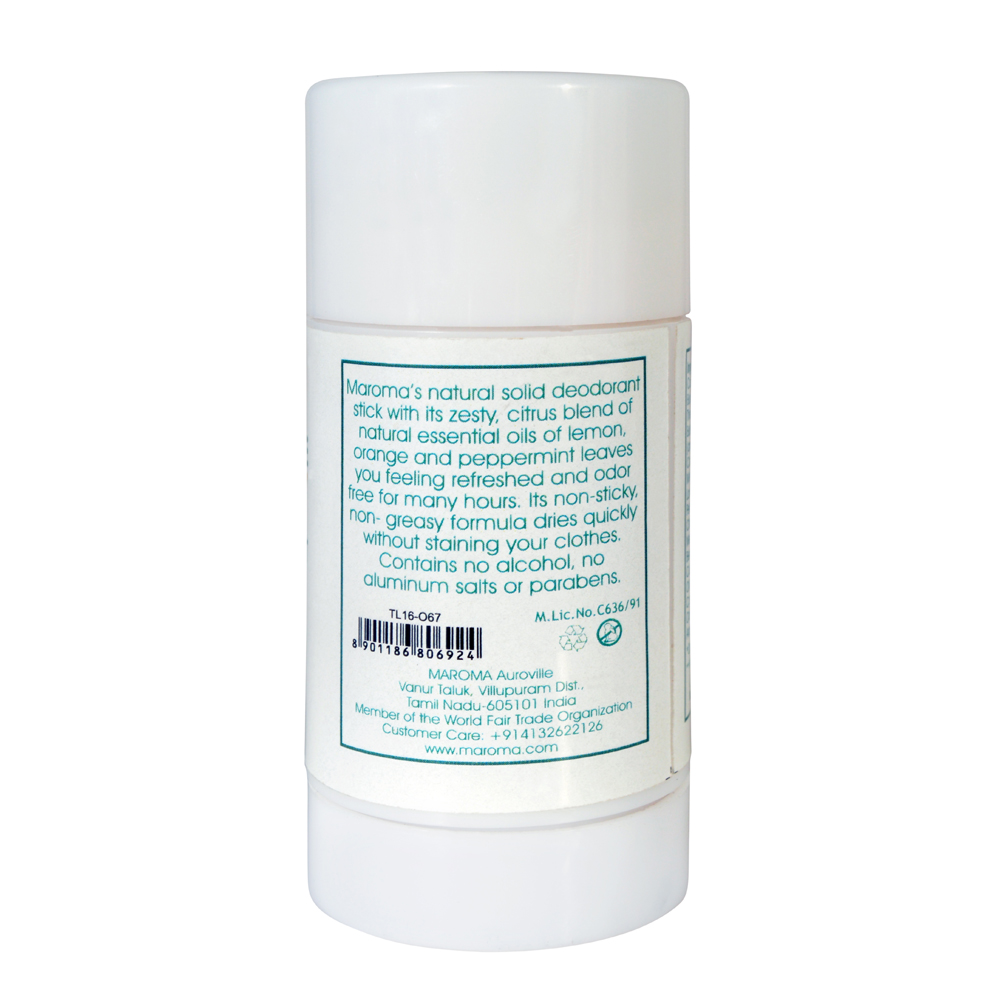 Maroma's natural solid deodorant
stick with its zesty, citrus blend of
natural essential oils of lemon,
orange and peppermint leaves
you feeling refreshed and odor
free for many hours. Its non-sticky,
non- greasy formula dries quickly
without staining your clothes.
Contains no alcohol, no
aluminum salts or parabens.
TL16-O67
M.Lic.No.C636/91
8 901186 806924
MAROMA Auroville
Vanur Taluk, Villupuram Dist.,
Tamil Nadu-605101 India
Member of the World Fair Trade Organization
Customer Care: +914132622126
www.maroma.com